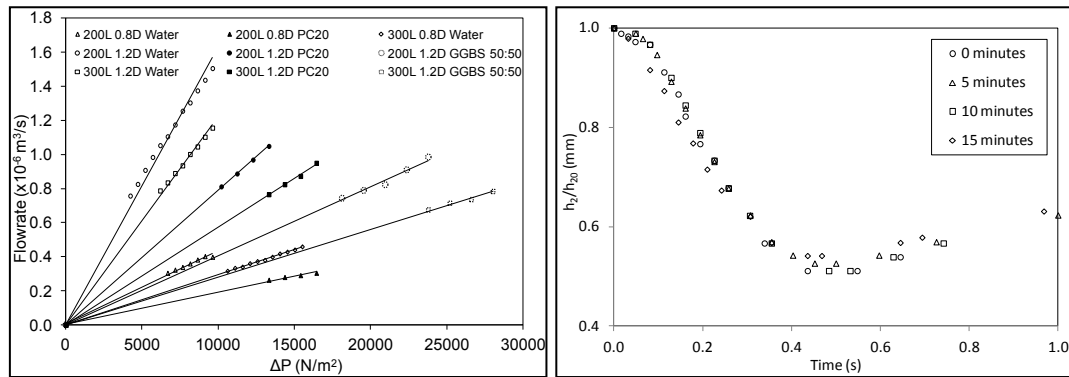 1.8
1.6
1.4
1.2
1.0
0.8
0.6
0.4
0.2
0.0
Flowrate (x10-6 m3/s)
200L 0.8D Water 200L 0.8D PC20 300L 0.8D Water
200L 1.2D Water 200L 1.2D PC20 200L 1.2D GGBS 50:50
300L 1.2D Water 300L 1.2D PC20 300L 1.2D GGBS 50:50
0 5000 10000 15000 20000 25000 30000
ΔP (N/m2)
1.0
0.8
0.6
0.4
h2/h20 (mm)
0 minutes
5 minutes
10 minutes
15 minutes
0.0 0.2 0.4 0.6 0.8 1.0
Time (s)